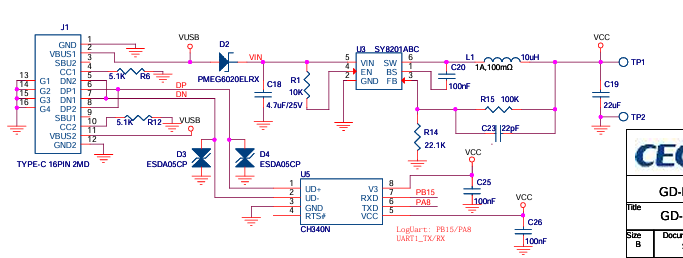 J1
GND 1
VBUS1 2
SBU2 3
CC1 4
DN2 5
DP1 6
DN1 7
DP2 8
SBU1 9
CC2 10
VBUS2 11
GND2 12
13 G1
14 G2
15 G3
16 G4
TYPE-C 16PIN 2MD
VUSB
5.1K R6
DP
DN
5.1K R12
VUSB
D2
PMEG6020ELRX
VIN
C18
4.7uF/25V
R1
10K
D3
ESDA05CP
D4
ESDA05CP
U3 SY8201ABC
5 IN SW 6
4 EN BS 1
2 GND FB 3
C20
100nF
L1 10uH
1A,100mΩ
R15 100K
C23 22pF
R14
22.1K
VCC
TP1
C19
22uF
TP2
U5
1 UD+ V3 8
2 UD- RXD 7 PB15
3 GND TXD 6 PA8
4 RTS# VCC 5
CH340N
VCC
C25
100nF
VCC
C26
100nF
LogUart: PB15/PA8
UART1_TX/RX
CEC
GD-
Title
GD-
Size
B
Docum